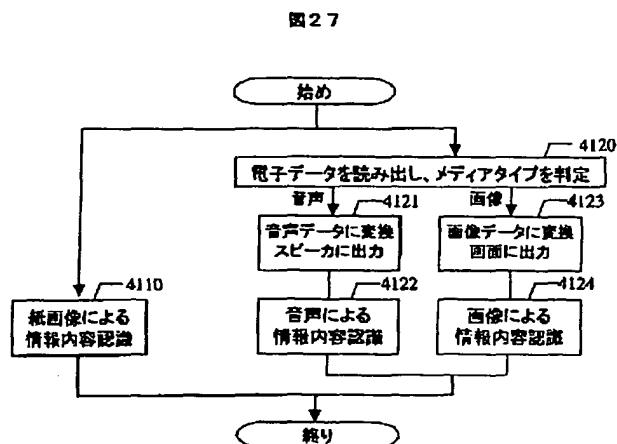 図27
始め
4120
電子データを読み出し、メディアタイプを判定
音声
4121
画像
4123
音声データに変換
スピーカに出力
画像データに変換
画面に出力
4110
4122
4124
紙画像による
情報内容認識
音声による
情報内容認識
画像による
情報内容認識
終り